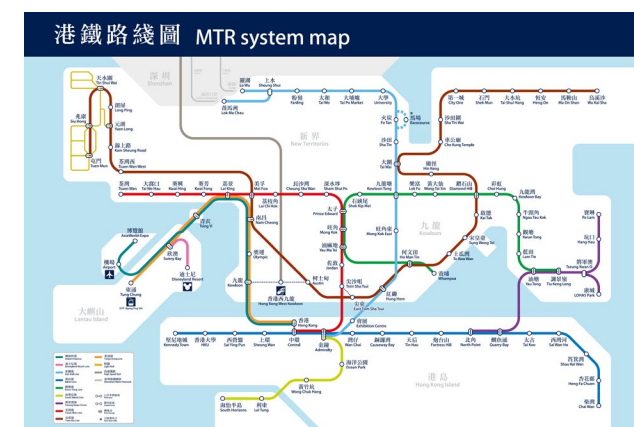 港鐵路綫圖 MTR system map
深圳
Shenzhen
羅湖
Lo Wu
上水
Sheung Shui
落馬洲
Lok Ma Chau
粉嶺
Fanling
太和
Tai Wo
大埔墟
Tai Po Market
大學
University
火炭
Fo Tan
馬場
Racecourse
沙田
Sha Tin
大圍
Tai Wai
第一城
City One
石門
Shek Mun
大水坑
Tai Shui Hang
恆安
Heng On
馬鞍山
Ma On Shan
烏溪沙
Wu Kai Sha
沙田圍
Sha Tin Wai
車公廟
Che Kung Temple
顯徑
Hin Keng
天水圍
Tin Shui Wai
朗屏
Long Ping
兆康
Siu Hong
元朗
Yuen Long
錦上路
Kam Sheung Road
屯門
Tuen Mun
荃灣西
Tsuen Wan West
新界
New Territories
荃灣
Tsuen Wan
大窩口
Tai Wo Hau
葵興
Kwai Hing
葵芳
Kwai Fong
荔景
Lai King
美孚
Mei Foo
荔枝角
Lai Chi Kok
長沙灣
Cheung Sha Wan
深水埗
Sham Shui Po
太子
Prince Edward
石硤尾
Shek Kip Mei
九龍塘
Kowloon Tong
樂富
Lok Fu
黃大仙
Wong Tai Sin
鑽石山
Diamond Hill
彩虹
Choi Hung
九龍灣
Kowloon Bay
牛頭角
Ngau Tau Kok
觀塘
Kwun Tong
藍田
Lam Tin
油塘
Yau Tong
調景嶺
Tiu Keng Leng
將軍澳
Tseung Kwan O
坑口
Hang Hau
寶琳
Po Lam
康城
LOHAS Park
啟德
Kai Tak
宋皇臺
Sung Wong Toi
土瓜灣
To Kwa Wan
何文田
Ho Man Tin
黃埔
Whampoa
九龍
Kowloon
旺角東
Mong Kok East
旺角
Mong Kok
油麻地
Yau Ma Tei
佐敦
Jordan
尖沙咀
Tsim Sha Tsui
尖東
East Tsim Sha Tsui
紅磡
Hung Hom
柯士甸
Austin
香港西九龍
Hong Kong West Kowloon
南昌
Nam Cheong
奧運
Olympic
九龍
Kowloon
青衣
Tsing Yi
博覽館
AsiaWorld-Expo
機場
Airport
欣澳
Sunny Bay
迪士尼
Disneyland Resort
東涌
Tung Chung
大嶼山
Lantau Island
香港
Hong Kong
中環
Central
金鐘
Admiralty
會展
Exhibition Centre
堅尼地城
Kennedy Town
香港大學
HKU
西營盤
Sai Ying Pun
上環
Sheung Wan
灣仔
Wan Chai
銅鑼灣
Causeway Bay
天后
Tin Hau
炮台山
Fortress Hill
北角
North Point
鰂魚涌
Quarry Bay
太古
Tai Koo
西灣河
Sai Wan Ho
筲箕灣
Shau Kei Wan
杏花邨
Heng Fa Chuen
柴灣
Chai Wan
海洋公園
Ocean Park
黃竹坑
Wong Chuk Hang
利東
Lei Tung
海怡半島
South Horizons
港島
Hong Kong Island